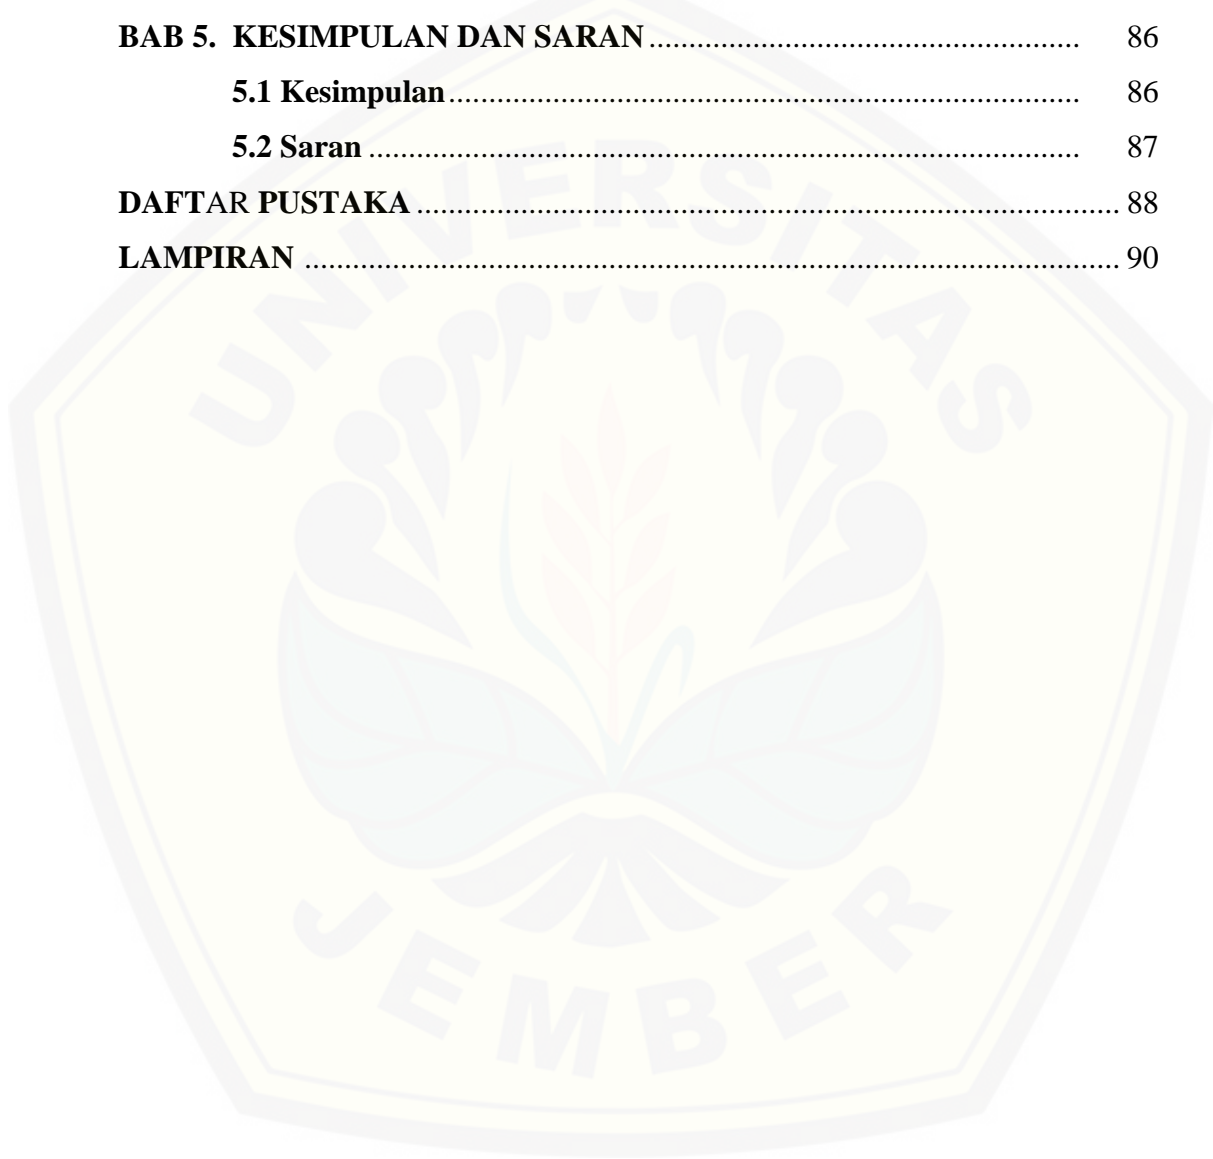 BAB 5. KESIMPULAN DAN SARAN ...................................................... 86
5.1 Kesimpulan ................................................................................ 86
5.2 Saran .......................................................................................... 87
DAFTAR PUSTAKA .......................................................................................... 88
LAMPIRAN ........................................................................................................ 90
UNIVERSITAS
JEMBER